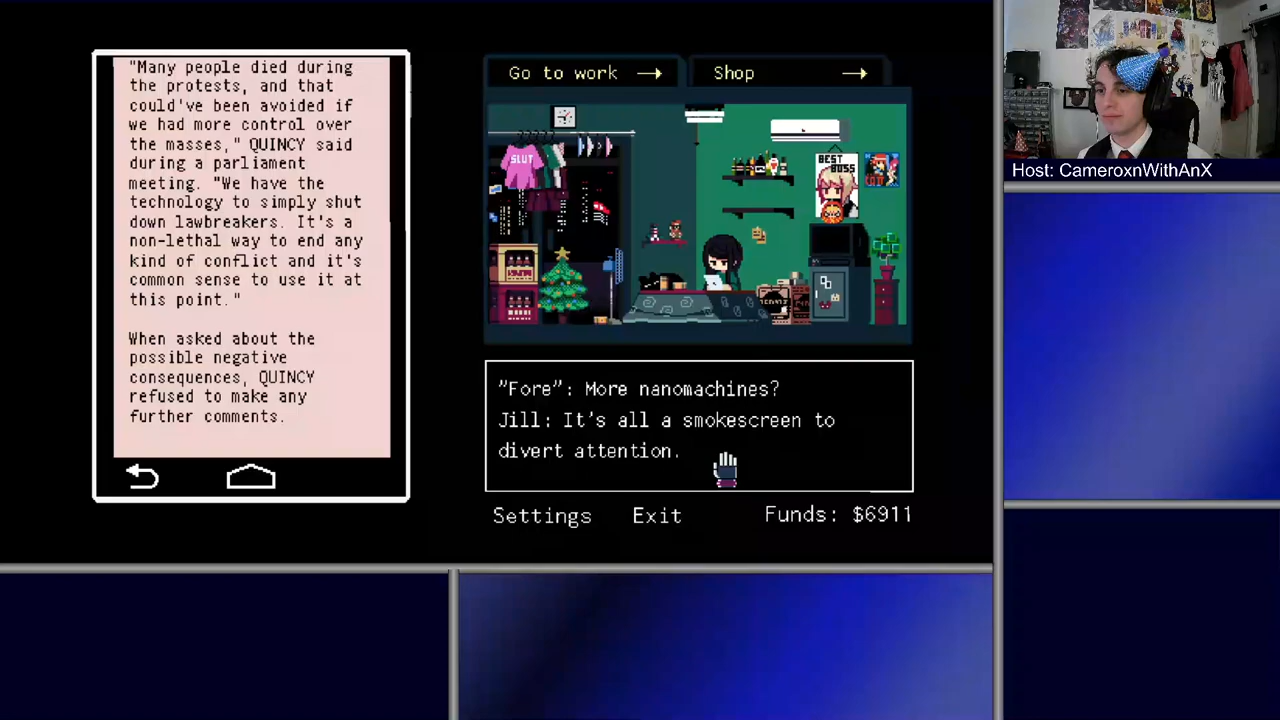 "Many people died during
the protests, and that
could've been avoided if
we had more control over
the masses," QUINCY said
during a parliament
meeting. "We have the
technology to simply shut
down lawbreakers. It's a
non-lethal way to end any
kind of conflict and it's
common sense to use it at
this point."
When asked about the
possible negative
consequences, QUINCY
refused to make any
further comments.
Go to work →
Shop →
SLUT
BEST
BOSS
"Fore": More nanomachines?
Jill: It's all a smokescreen to
divert attention.
Settings Exit Funds: $6911
Host: CameroxnWithAnX